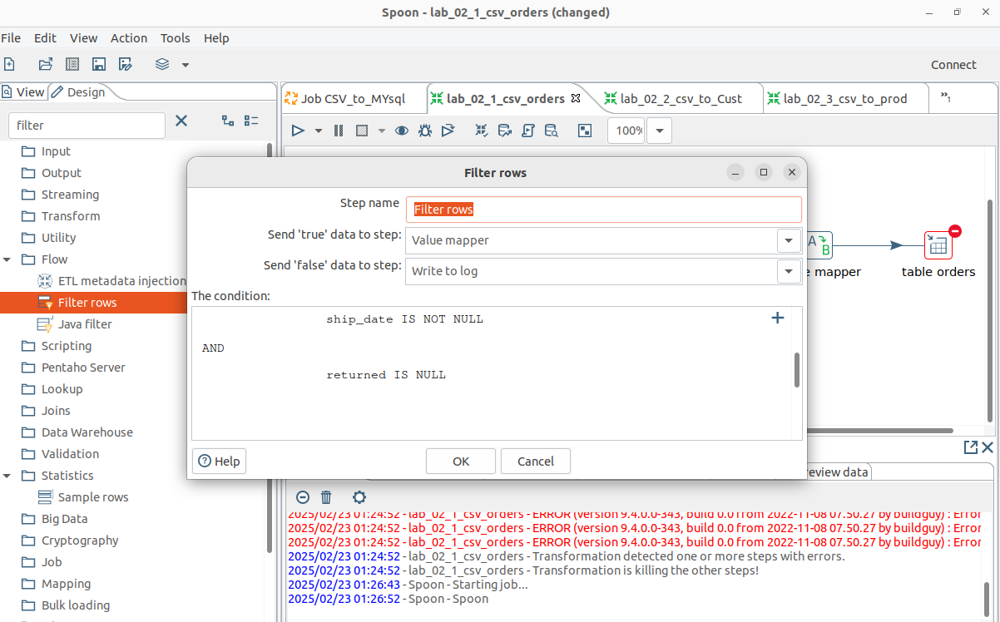 Spoon - lab_02_1_csv_orders (changed)
File Edit View Action Tools Help
Connect
View Design
Job CSV_to_MYsql lab_02_1_csv_orders lab_02_2_csv_to_Cust lab_02_3_csv_to_prod »1
filter
100%
Input
Output
Streaming
Transform
Utility
Flow
ETL metadata injection
Filter rows
Java filter
Scripting
Pentaho Server
Lookup
Joins
Data Warehouse
Validation
Statistics
Sample rows
Big Data
Cryptography
Job
Mapping
Bulk loading
Filter rows
Step name Filter rows
Send 'true' data to step: Value mapper
Send 'false' data to step: Write to log
The condition:
ship_date IS NOT NULL
AND
returned IS NULL
Help OK Cancel
A B
e mapper table orders
review data
2025/02/23 01:24:52 - lab_02_1_csv_orders - ERROR (version 9.4.0.0-343, build 0.0 from 2022-11-08 07.50.27 by buildguy) : Error
2025/02/23 01:24:52 - lab_02_1_csv_orders - ERROR (version 9.4.0.0-343, build 0.0 from 2022-11-08 07.50.27 by buildguy) : Error
2025/02/23 01:24:52 - lab_02_1_csv_orders - ERROR (version 9.4.0.0-343, build 0.0 from 2022-11-08 07.50.27 by buildguy) : Error
2025/02/23 01:24:52 - lab_02_1_csv_orders - Transformation detected one or more steps with errors.
2025/02/23 01:24:52 - lab_02_1_csv_orders - Transformation is killing the other steps!
2025/02/23 01:26:43 - Spoon - Starting job...
2025/02/23 01:26:52 - Spoon - Spoon